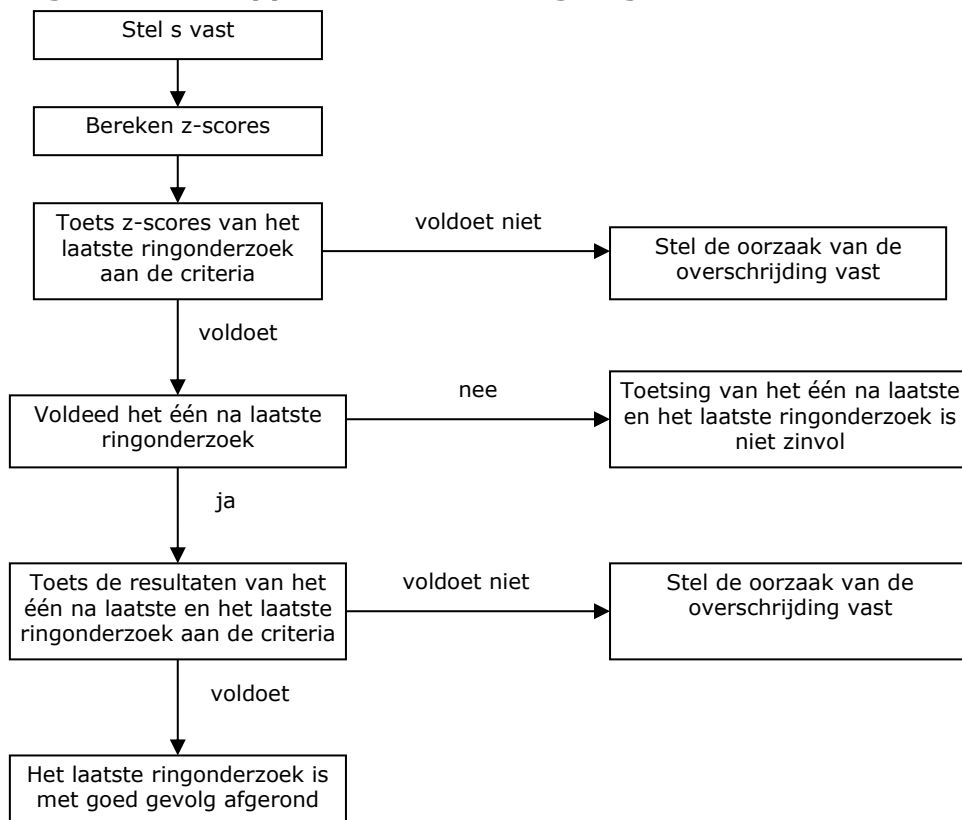 Stel s vast
Bereken z-scores
Toets z-scores van het
laatste ringonderzoek
aan de criteria
voldoet niet
Stel de oorzaak van de
overschrijding vast
voldoet
Voldeed het één na laatste
ringonderzoek
nee
Toetsing van het één na laatste
en het laatste ringonderzoek is
niet zinvol
ja
Toets de resultaten van het
één na laatste en het laatste
ringonderzoek aan de criteria
voldoet niet
Stel de oorzaak van de
overschrijding vast
voldoet
Het laatste ringonderzoek is
met goed gevolg afgerond